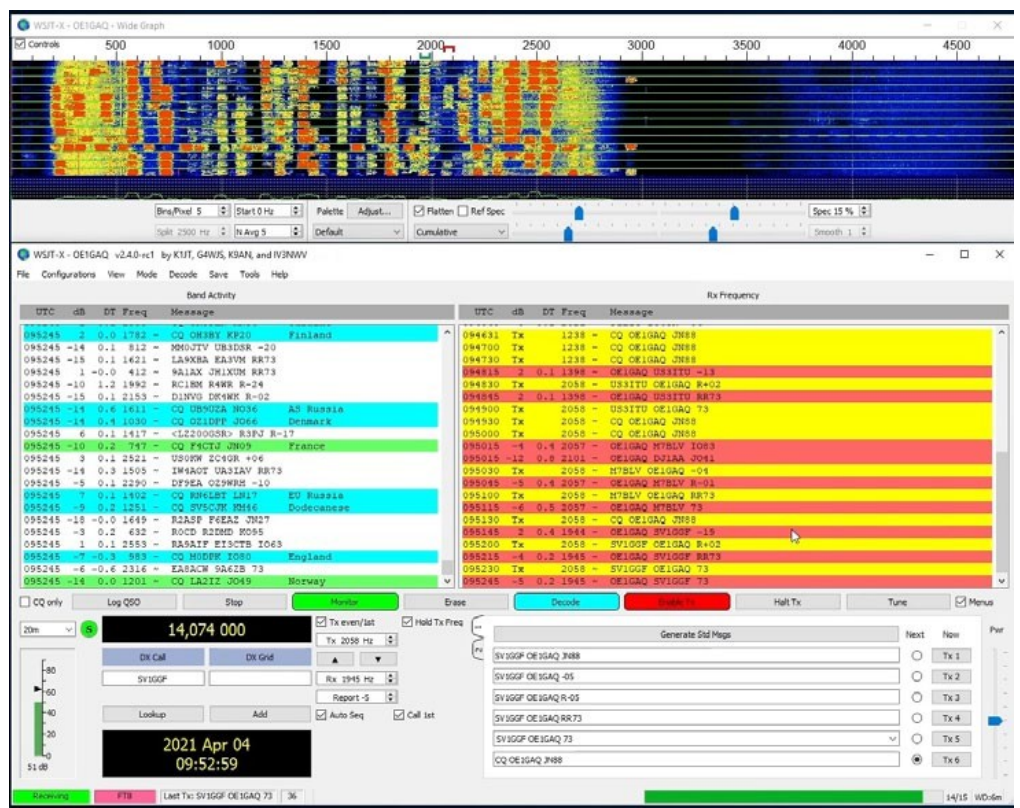 WSJT-X - OE1GAQ - Wide Graph
Controls 500 1000 1500 2000 2500 3000 3500 4000 4500
Bins/Pixel 5 Start 0 Hz Palette Adjust... Flatten Ref Spec Spec 15 %
Split 2500 Hz N Avg 5 Default Cumulative Smooth 1
WSJT-X - OE1GAQ v2.4.0-rc1 by K1JT, G4WJS, K9AN, and IV3NWV
File Configurations View Mode Decode Save Tools Help
Band Activity
UTC dB DT Freq Message
095245 2 0.0 1782 ~ CQ OH3BY KP20 Finland
095245 -14 0.1 812 ~ MM0JTV UB3DSR -20
095245 -15 0.1 1621 ~ LA9XBA EA3VM RR73
095245 1 -0.0 412 ~ 9A1AX JH1XUM RR73
095245 -10 1.2 1992 ~ RC1BM R4WR R-24
095245 -15 0.1 2153 ~ D1NVG DK4WK R-02
095245 -14 0.6 1611 ~ CQ UB9UZA NO36 AS Russia
095245 -14 0.4 1030 ~ CQ OZ1DPP JO66 Denmark
095245 6 0.1 1417 ~ <LZ200GSR> R3PJ R-17
095245 -10 0.2 747 ~ CQ F4CTJ JN09 France
095245 3 0.1 2521 ~ US0KW ZC4GR +06
095245 -14 0.3 1505 ~ IW4AOT UA3IAV RR73
095245 -5 0.1 2290 ~ DF9EA OZ9WRM -10
095245 7 0.1 1402 ~ CQ RN6LBT LN17 EU Russia
095245 -9 0.2 1251 ~ CQ SV5CJK KM46 Dodecanese
095245 -18 -0.0 1649 ~ R2ASP F6EAZ JN27
095245 -3 0.2 632 ~ R0CD R2DMD KO95
095245 1 0.1 2553 ~ RA9AIF EI3CTB IO63
095245 -7 -0.3 983 ~ CQ M0DPK IO80 England
095245 -6 -0.6 2316 ~ EA8ACW 9A6ZB 73
095245 -14 0.0 1201 ~ CQ LA2IZ JO49 Norway
Rx Frequency
UTC dB DT Freq Message
094631 Tx 1238 ~ CQ OE1GAQ JN88
094700 Tx 1238 ~ CQ OE1GAQ JN88
094730 Tx 1238 ~ CQ OE1GAQ JN88
094815 2 0.1 1398 ~ OE1GAQ US3ITU -13
094830 Tx 2058 ~ US3ITU OE1GAQ R+02
094845 2 0.1 1398 ~ OE1GAQ US3ITU RR73
094900 Tx 2058 ~ US3ITU OE1GAQ 73
094930 Tx 2058 ~ CQ OE1GAQ JN88
095000 Tx 2058 ~ CQ OE1GAQ JN88
095015 -4 0.4 2057 ~ OE1GAQ M7BLV IO83
095015 -12 0.8 2101 ~ OE1GAQ DJ1AA JO41
095030 Tx 2058 ~ M7BLV OE1GAQ -04
095045 -5 0.4 2057 ~ OE1GAQ M7BLV R-01
095100 Tx 2058 ~ M7BLV OE1GAQ RR73
095115 -6 0.5 2057 ~ OE1GAQ M7BLV 73
095130 Tx 2058 ~ CQ OE1GAQ JN88
095145 2 0.4 1944 ~ OE1GAQ SV1GGF -15
095200 Tx 2058 ~ SV1GGF OE1GAQ R+02
095215 -4 0.2 1945 ~ OE1GAQ SV1GGF RR73
095230 Tx 2058 ~ SV1GGF OE1GAQ 73
095245 -5 0.2 1945 ~ OE1GAQ SV1GGF 73
CQ only Log QSO Stop Monitor Erase Decode Enable Tx Halt Tx Tune Menus
20m S 14,074 000 Tx even/1st Hold Tx Freq
Tx 2058 Hz
DX Call DX Grid
SV1GGF Rx 1945 Hz
Report -5
Lookup Add Auto Seq Call 1st
2021 Apr 04
09:52:59
-80
-60
-40
-20
-0
51 dB
1
2
Generate Std Msgs Next Now Pwr
SV1GGF OE1GAQ JN88 Tx 1
SV1GGF OE1GAQ -05 Tx 2
SV1GGF OE1GAQ R-05 Tx 3
SV1GGF OE1GAQ RR73 Tx 4
SV1GGF OE1GAQ 73 Tx 5
CQ OE1GAQ JN88 Tx 6
Receiving FT8 Last Tx: SV1GGF OE1GAQ 73 36 14/15 WD:6m